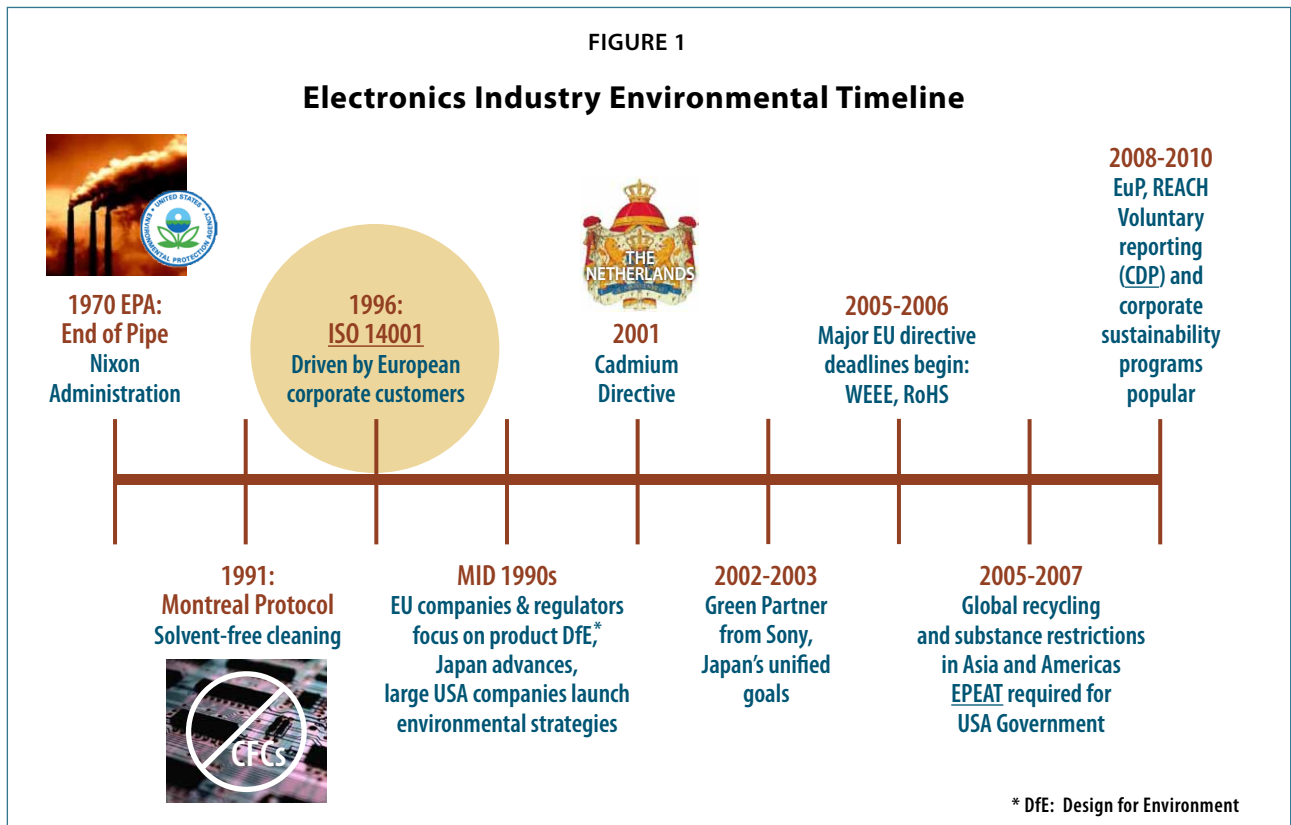 FIGURE 1
Electronics Industry Environmental Timeline
UNITED STATES
ENVIRONMENTAL PROTECTION AGENCY
1970 EPA:
End of Pipe
Nixon
Administration
1996:
ISO 14001
Driven by European
corporate customers
THE
NETHERLANDS
2001
Cadmium
Directive
2005-2006
Major EU directive
deadlines begin:
WEEE, RoHS
2008-2010
EuP, REACH
Voluntary
reporting
(CDP) and
corporate
sustainability
programs
popular
1991:
Montreal Protocol
Solvent-free cleaning
CFCs
MID 1990s
EU companies & regulators
focus on product DfE,*
Japan advances,
large USA companies launch
environmental strategies
2002-2003
Green Partner
from Sony,
Japan's unified
goals
2005-2007
Global recycling
and substance restrictions
in Asia and Americas
EPEAT required for
USA Government
* DfE: Design for Environment